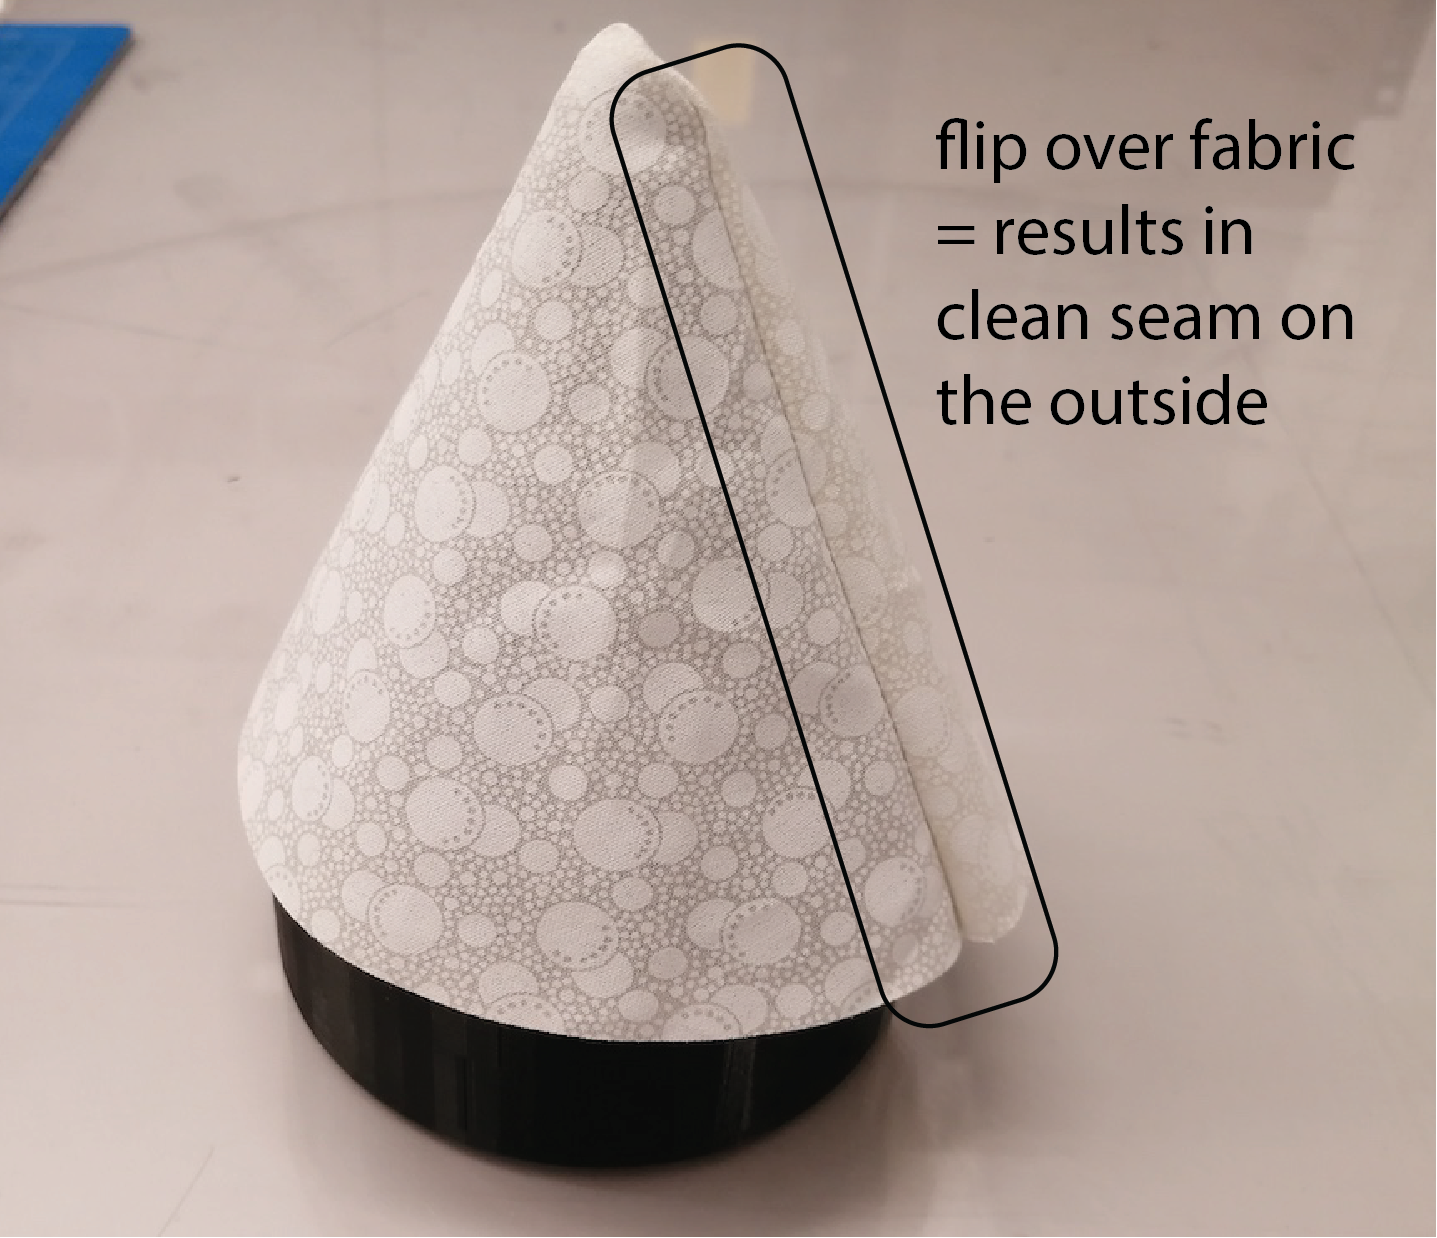 flip over fabric
= results in
clean seam on
the outside